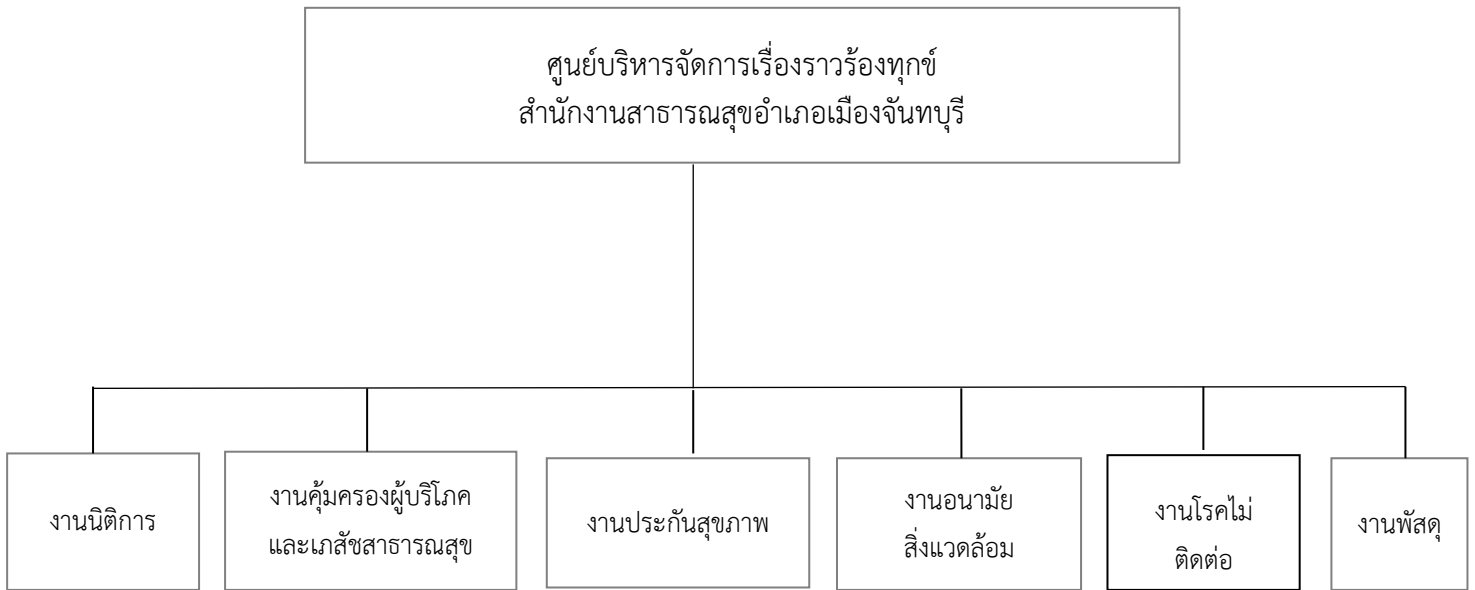 ศูนย์บริหารจัดการเรื่องราวร้องทุกข์
สำนักงานสาธารณสุขอำเภอเมืองจันทบุรี
งานนิติการ
งานคุ้มครองผู้บริโภค
และเภสัชสาธารณสุข
งานประกันสุขภาพ
งานอนามัย
สิ่งแวดล้อม
งานโรคไม่
ติดต่อ
งานพัสดุ